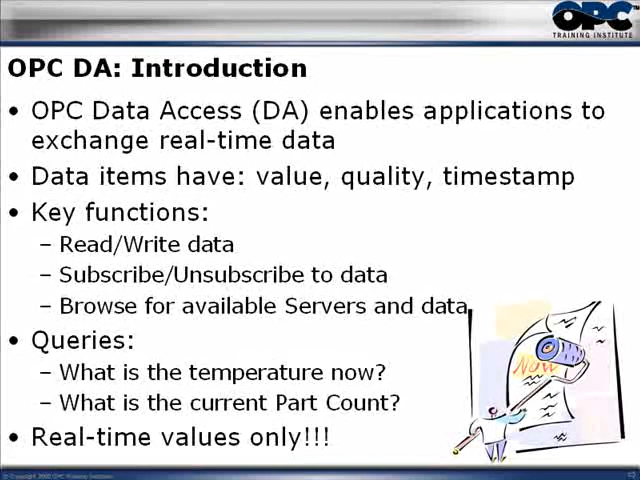 OPC
TRAINING INSTITUTE
OPC DA: Introduction
• OPC Data Access (DA) enables applications to
exchange real-time data
• Data items have: value, quality, timestamp
• Key functions:
– Read/Write data
– Subscribe/Unsubscribe to data
– Browse for available Servers and data
• Queries:
– What is the temperature now?
– What is the current Part Count?
• Real-time values only!!!
Now